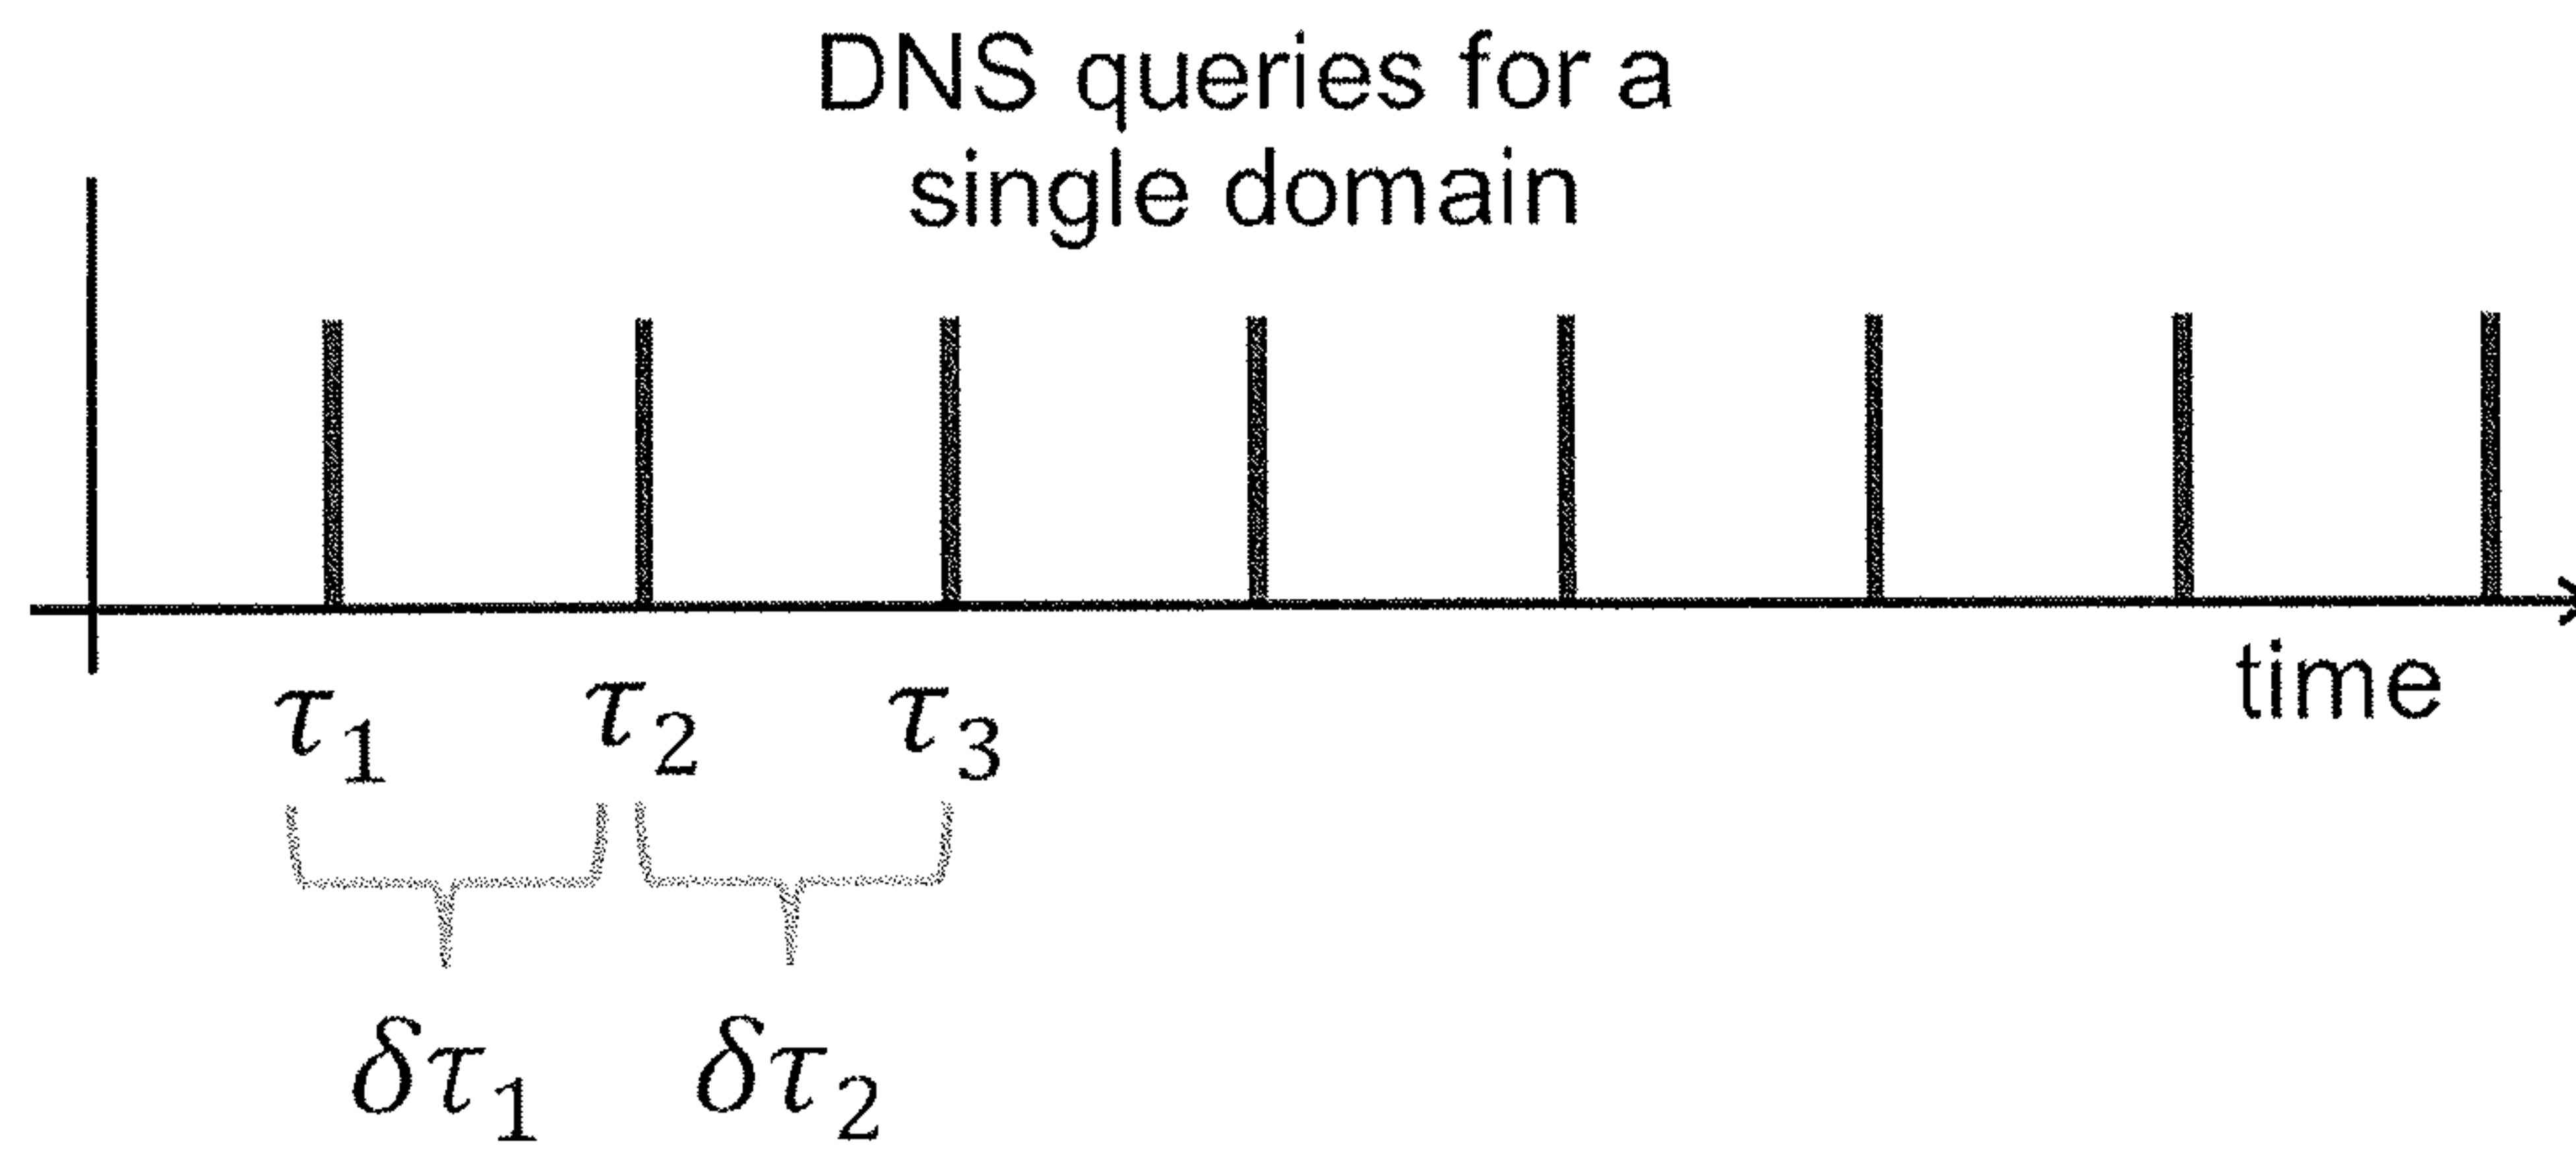 DNS queries for a
single domain
time
τ₁ τ₂ τ₃
δτ₁ δτ₂